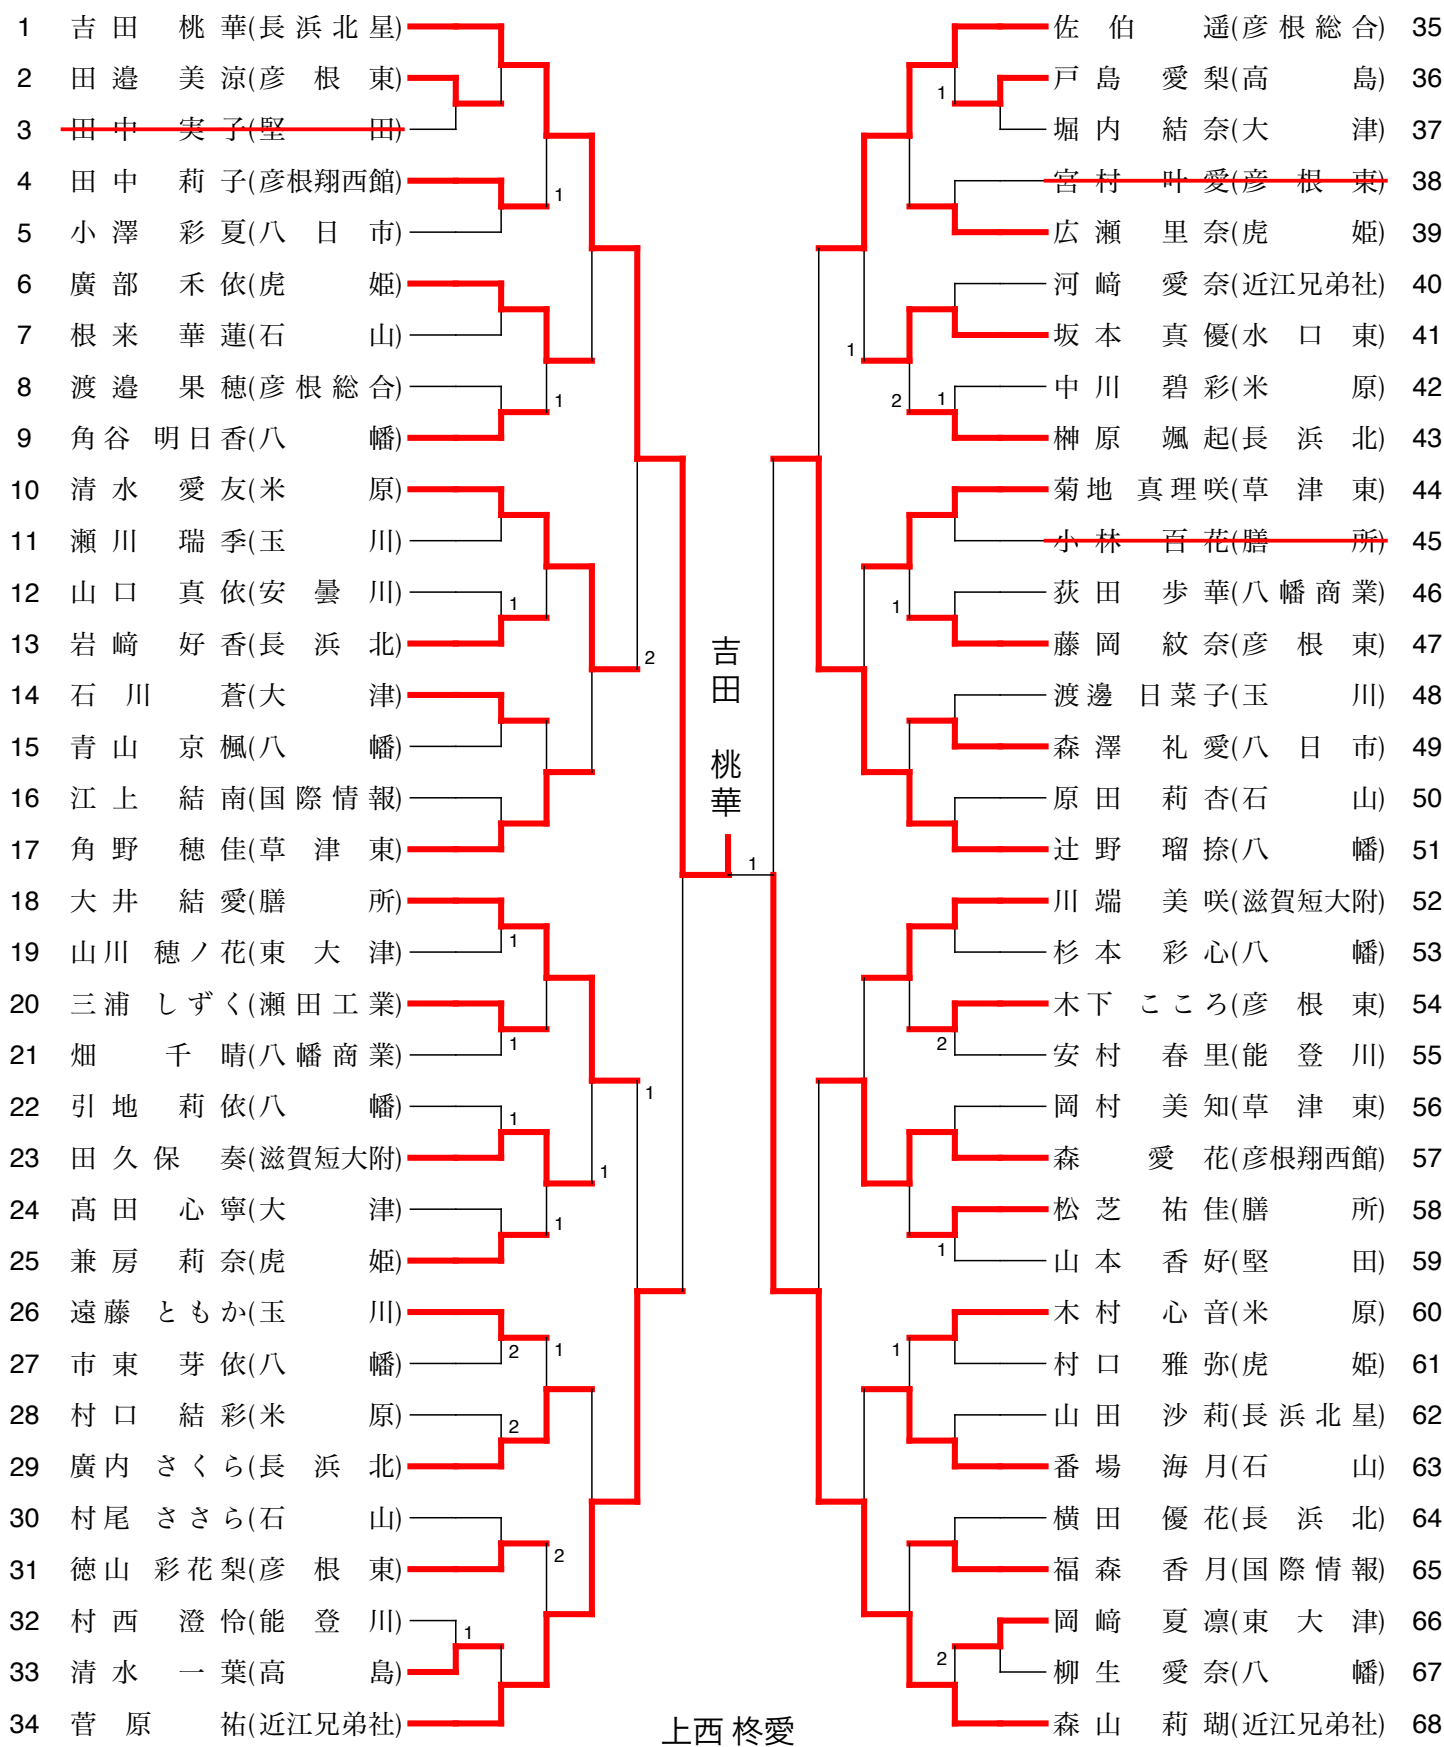 1 吉田 桃華(長浜北星)
2 田邉 美涼(彦根東)
3 田中 実子(堅田)
4 田中 莉子(彦根翔西館)
1
5 小澤 彩夏(八日市)
6 廣部 禾依(虎姫)
7 根来 華蓮(石山)
8 渡邉 果穂(彦根総合)
1
9 角谷 明日香(八幡)
10 清水 愛友(米原)
11 瀬川 瑞季(玉川)
12 山口 真依(安曇川)
1
13 岩﨑 好香(長浜北)
2
14 石川 蒼(大津)
15 青山 京楓(八幡)
16 江上 結南(国際情報)
17 角野 穂佳(草津東)
18 大井 結愛(膳所)
1
19 山川 穂ノ花(東大津)
20 三浦 しずく(瀬田工業)
1
21 畑 千晴(八幡商業)
1
22 引地 莉依(八幡)
1
23 田久保 奏(滋賀短大附)
1
24 髙田 心寧(大津)
1
25 兼房 莉奈(虎姫)
26 遠藤 ともか(玉川)
2
1
27 市東 芽依(八幡)
28 村口 結彩(米原)
2
29 廣内 さくら(長浜北)
30 村尾 ささら(石山)
2
31 徳山 彩花梨(彦根東)
32 村西 澄怜(能登川)
1
33 清水 一葉(高島)
34 菅原 祐(近江兄弟社)
吉田 桃華
1
上西 柊愛
佐伯 遥(彦根総合) 35
1
戸島 愛梨(高島) 36
堀内 結奈(大津) 37
宮村 叶愛(彦根東) 38
広瀬 里奈(虎姫) 39
河﨑 愛奈(近江兄弟社) 40
坂本 真優(水口東) 41
1
中川 碧彩(米原) 42
2
1
榊原 颯起(長浜北) 43
菊地 真理咲(草津東) 44
小林 百花(膳所) 45
荻田 歩華(八幡商業) 46
1
藤岡 紋奈(彦根東) 47
渡邊 日菜子(玉川) 48
森澤 礼愛(八日市) 49
原田 莉杏(石山) 50
辻野 瑠捺(八幡) 51
川端 美咲(滋賀短大附) 52
杉本 彩心(八幡) 53
木下 こころ(彦根東) 54
2
安村 春里(能登川) 55
岡村 美知(草津東) 56
森 愛花(彦根翔西館) 57
松芝 祐佳(膳所) 58
1
山本 香好(堅田) 59
木村 心音(米原) 60
1
村口 雅弥(虎姫) 61
山田 沙莉(長浜北星) 62
番場 海月(石山) 63
横田 優花(長浜北) 64
福森 香月(国際情報) 65
岡﨑 夏凛(東大津) 66
2
柳生 愛奈(八幡) 67
森山 莉瑚(近江兄弟社) 68